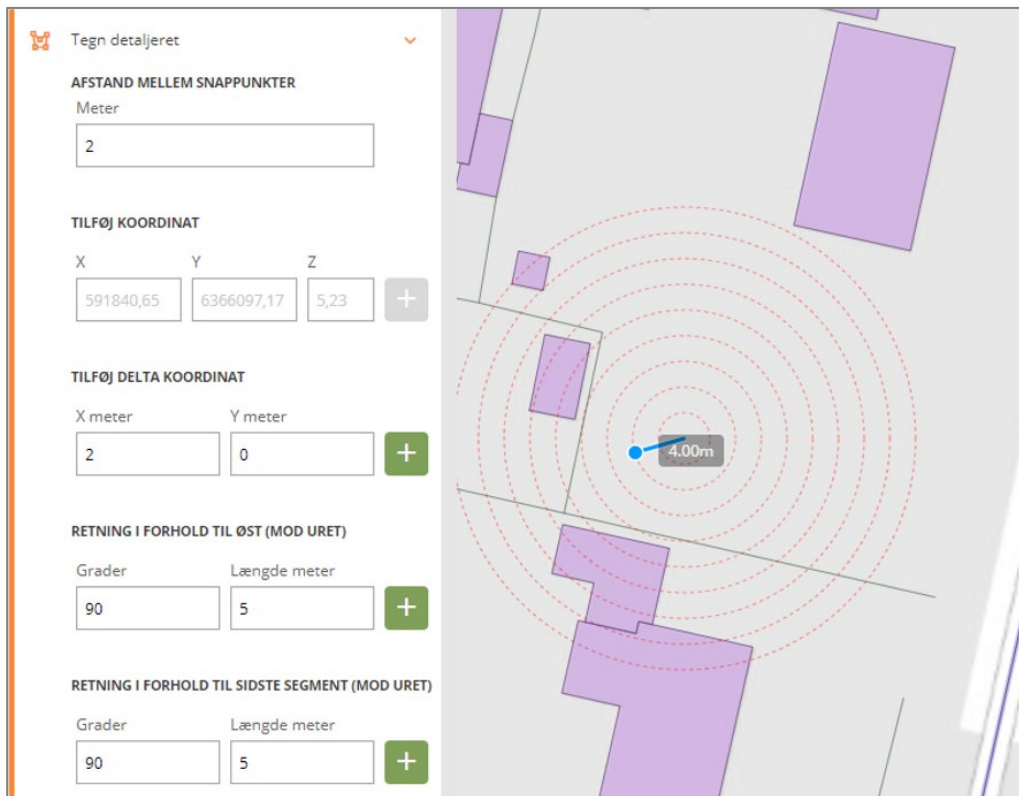 Tegn detaljeret
AFSTAND MELLEM SNAPPUNKTER
Meter
2
TILFØJ KOORDINAT
X Y Z
591840,65 6366097,17 5,23 +
TILFØJ DELTA KOORDINAT
X meter Y meter
2 0 +
RETNING I FORHOLD TIL ØST (MOD URET)
Grader Længde meter
90 5 +
RETNING I FORHOLD TIL SIDSTE SEGMENT (MOD URET)
Grader Længde meter
90 5 +
4.00m